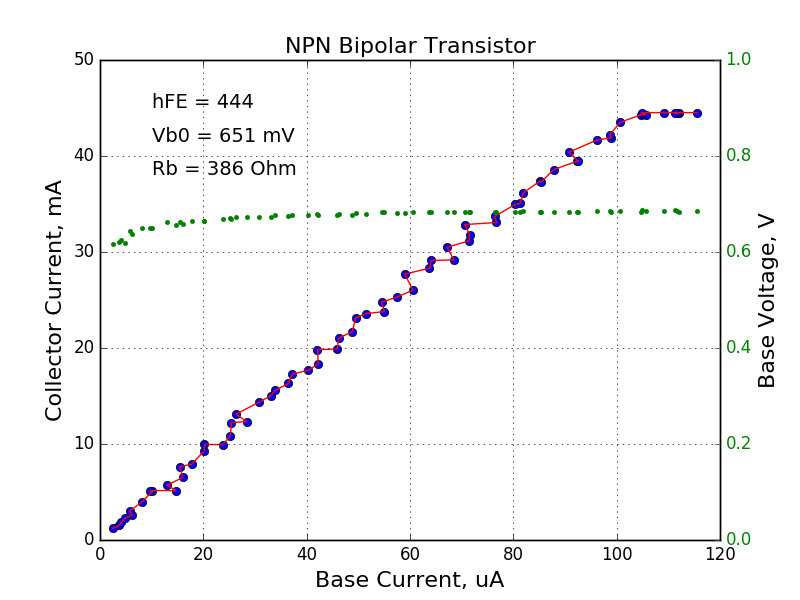 NPN Bipolar Transistor
hFE = 444
Vb0 = 651 mV
Rb = 386 Ohm
Collector Current, mA
50
40
30
20
10
0
Base Voltage, V
1.0
0.8
0.6
0.4
0.2
0.0
0 20 40 60 80 100 120
Base Current, uA